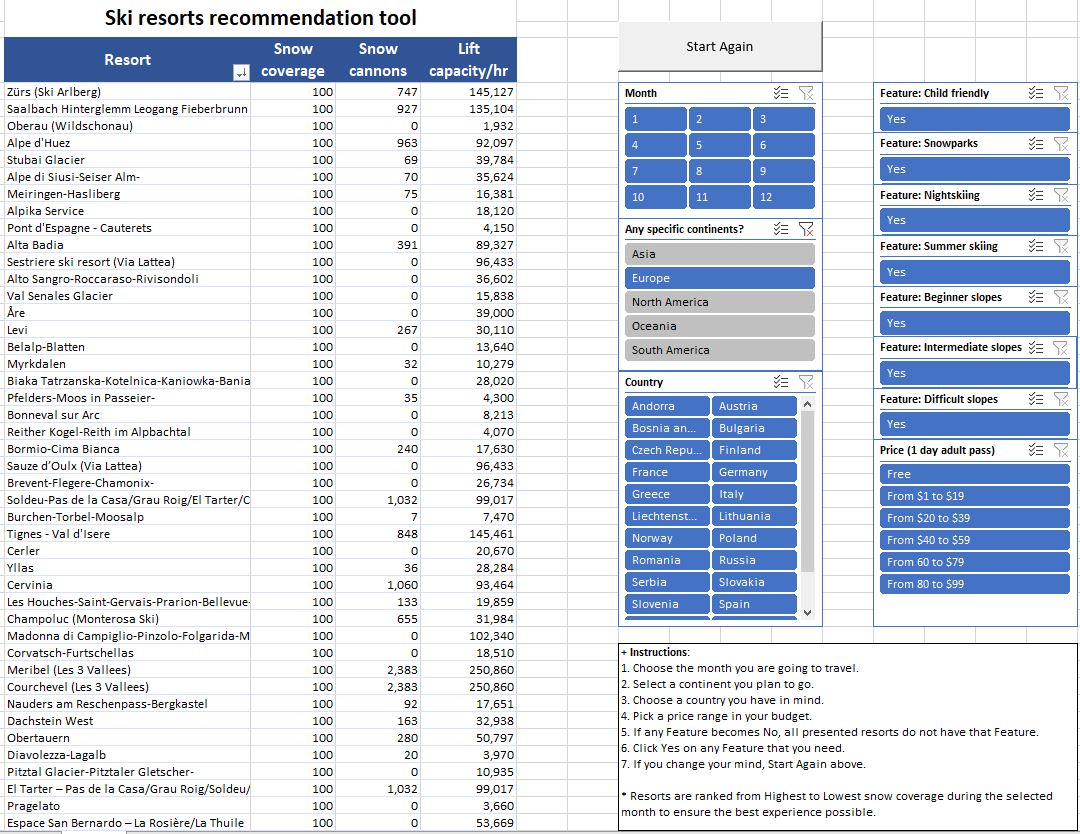 Ski resorts recommendation tool
Resort Snow coverage Snow cannons Lift capacity/hr
Zürs (Ski Arlberg) 100 747 145,127
Saalbach Hinterglemm Leogang Fieberbrunn 100 927 135,104
Oberau (Wildschonau) 100 0 1,932
Alpe d'Huez 100 963 92,097
Stubai Glacier 100 69 39,784
Alpe di Siusi-Seiser Alm- 100 70 35,624
Meiringen-Hasliberg 100 75 16,381
Alpika Service 100 0 18,120
Pont d'Espagne - Cauterets 100 0 4,150
Alta Badia 100 391 89,327
Sestriere ski resort (Via Lattea) 100 0 96,433
Alto Sangro-Roccaraso-Rivisondoli 100 0 36,602
Val Senales Glacier 100 0 15,838
Åre 100 0 39,000
Levi 100 267 30,110
Belalp-Blatten 100 0 13,640
Myrkdalen 100 32 10,279
Biaka Tatrzanska-Kotelnica-Kaniowka-Bania 100 0 28,020
Pfelders-Moos in Passeier- 100 35 4,300
Bonneval sur Arc 100 0 8,213
Reither Kogel-Reith im Alpbachtal 100 0 4,070
Bormio-Cima Bianca 100 240 17,630
Sauze d’Oulx (Via Lattea) 100 0 96,433
Brevent-Flegere-Chamonix- 100 0 26,734
Soldeu-Pas de la Casa/Grau Roig/El Tarter/C 100 1,032 99,017
Burchen-Torbel-Moosalp 100 7 7,470
Tignes - Val d'Isere 100 848 145,461
Cerler 100 0 20,670
Yllas 100 36 28,284
Cervinia 100 1,060 93,464
Les Houches-Saint-Gervais-Prarion-Bellevue- 100 133 19,859
Champoluc (Monterosa Ski) 100 655 31,984
Madonna di Campiglio-Pinzolo-Folgarida-M 100 0 102,340
Corvatsch-Furtschellas 100 0 18,510
Meribel (Les 3 Vallees) 100 2,383 250,860
Courchevel (Les 3 Vallees) 100 2,383 250,860
Nauders am Reschenpass-Bergkastel 100 92 17,651
Dachstein West 100 163 32,938
Obertauern 100 280 50,797
Diavolezza-Lagalb 100 20 3,970
Pitztal Glacier-Pitztaler Gletscher- 100 0 10,935
El Tarter – Pas de la Casa/Grau Roig/Soldeu/ 100 1,032 99,017
Pragelato 100 0 3,660
Espace San Bernardo – La Rosière/La Thuile 100 0 53,669
Start Again
Month
1 2 3
4 5 6
7 8 9
10 11 12
Any specific continents?
Asia
Europe
North America
Oceania
South America
Country
Andorra Austria
Bosnia an... Bulgaria
Czech Repu... Finland
France Germany
Greece Italy
Liechtenst... Lithuania
Norway Poland
Romania Russia
Serbia Slovakia
Slovenia Spain
Feature: Child friendly
Yes
Feature: Snowparks
Yes
Feature: Nightskiing
Yes
Feature: Summer skiing
Yes
Feature: Beginner slopes
Yes
Feature: Intermediate slopes
Yes
Feature: Difficult slopes
Yes
Price (1 day adult pass)
Free
From $1 to $19
From $20 to $39
From $40 to $59
From 60 to $79
From 80 to $99
+ Instructions:
1. Choose the month you are going to travel.
2. Select a continent you plan to go.
3. Choose a country you have in mind.
4. Pick a price range in your budget.
5. If any Feature becomes No, all presented resorts do not have that Feature.
6. Click Yes on any Feature that you need.
7. If you change your mind, Start Again above.
* Resorts are ranked from Highest to Lowest snow coverage during the selected
month to ensure the best experience possible.